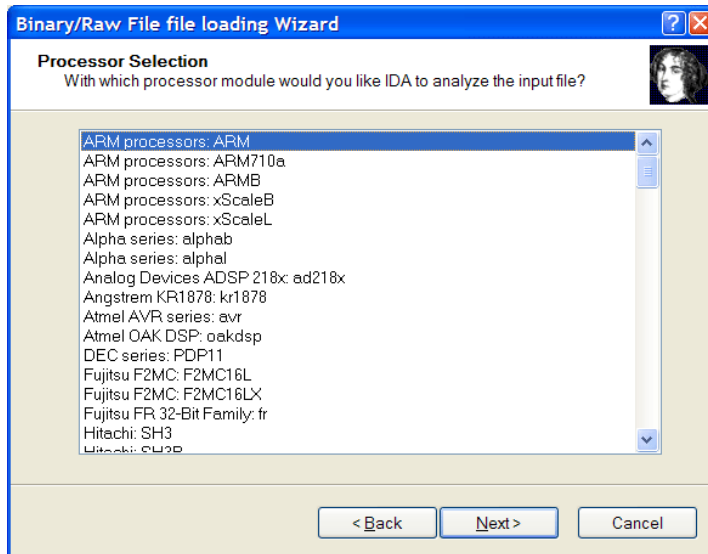 Binary/Raw File file loading Wizard
Processor Selection
With which processor module would you like IDA to analyze the input file?
ARM processors: ARM
ARM processors: ARM710a
ARM processors: ARMB
ARM processors: xScaleB
ARM processors: xScaleL
Alpha series: alphab
Alpha series: alphal
Analog Devices ADSP 218x: ad218x
Angstrem KR1878: kr1878
Atmel AVR series: avr
Atmel OAK DSP: oakdsp
DEC series: PDP11
Fujitsu F2MC: F2MC16L
Fujitsu F2MC: F2MC16LX
Fujitsu FR 32-Bit Family: fr
Hitachi: SH3
Hitachi: SH3B
< Back
Next >
Cancel